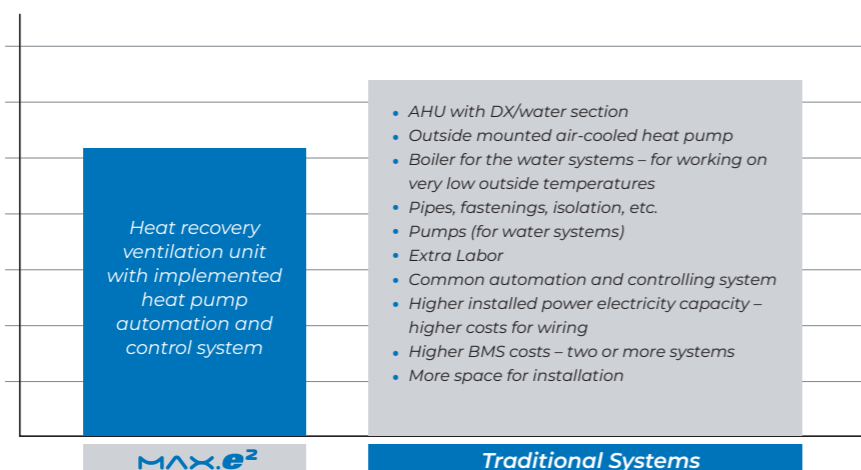 Heat recovery
ventilation unit
with implemented
heat pump
automation and
control system
• AHU with DX/water section
• Outside mounted air-cooled heat pump
• Boiler for the water systems – for working on
very low outside temperatures
• Pipes, fastenings, isolation, etc.
• Pumps (for water systems)
• Extra Labor
• Common automation and controlling system
• Higher installed power electricity capacity –
higher costs for wiring
• Higher BMS costs – two or more systems
• More space for installation
MAX.e²
Traditional Systems